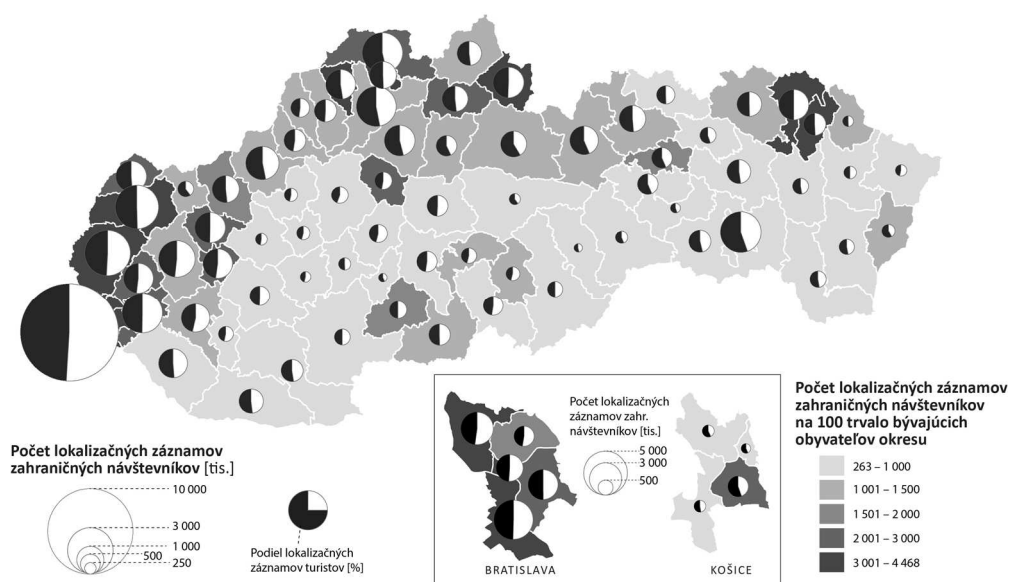 Počet lokalizačných záznamov
zahraničných návštevníkov [tis.]
10 000
3 000
1 000
500
250
Podiel lokalizačných
záznamov turistov [%]
Počet lokalizačných
záznamov zahr.
návštevníkov [tis.]
5 000
3 000
500
BRATISLAVA
KOŠICE
Počet lokalizačných záznamov
zahraničných návštevníkov
na 100 trvalo bývajúcich
obyvateľov okresu
263 – 1 000
1 001 – 1 500
1 501 – 2 000
2 001 – 3 000
3 001 – 4 468